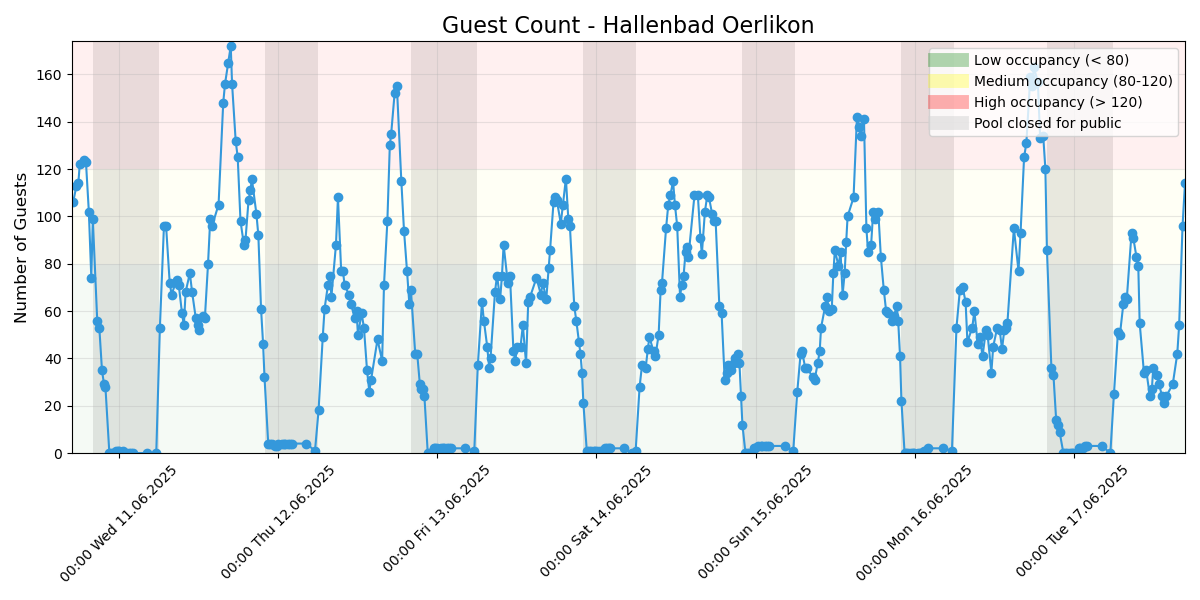 Guest Count - Hallenbad Oerlikon
Low occupancy (< 80)
Medium occupancy (80-120)
High occupancy (> 120)
Pool closed for public
Number of Guests
160
140
120
100
80
60
40
20
0
00:00 Wed 11.06.2025
00:00 Thu 12.06.2025
00:00 Fri 13.06.2025
00:00 Sat 14.06.2025
00:00 Sun 15.06.2025
00:00 Mon 16.06.2025
00:00 Tue 17.06.2025